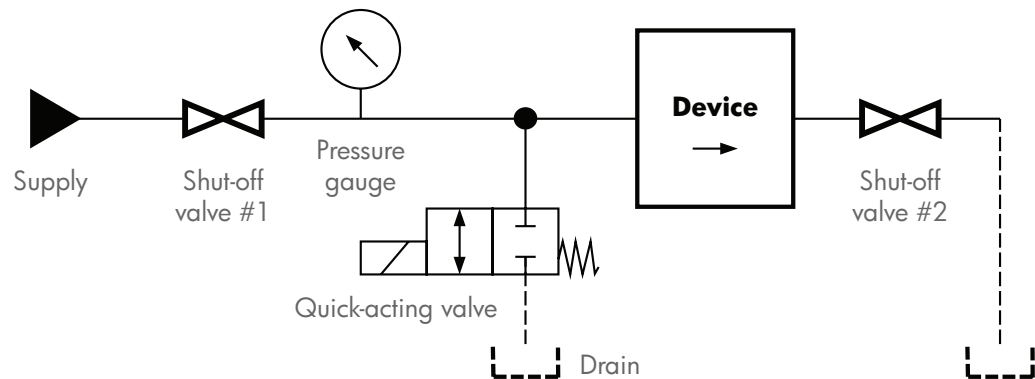 Device
Pressure
gauge
Supply
Shut-off
valve #1
Shut-off
valve #2
Quick-acting valve
Drain